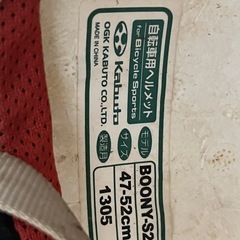 自転車用ヘルメット
for Bicycle Sports
Kabuto
OGK KABUTO CO.,LTD.
MADE IN CHINA
モデル BOONY-S2
サイズ 47-52cm
製造月 1305